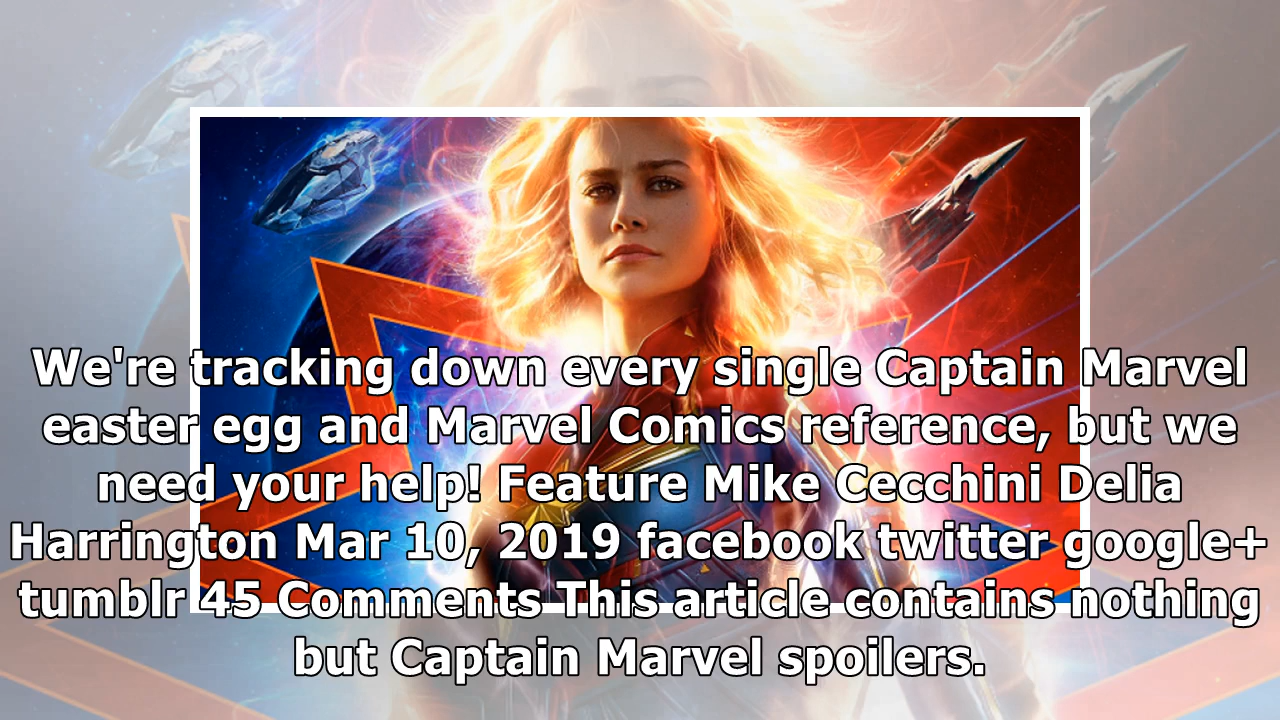 We're tracking down every single Captain Marvel
easter egg and Marvel Comics reference, but we
need your help! Feature Mike Cecchini Delia
Harrington Mar 10, 2019 facebook twitter google+
tumblr 45 Comments This article contains nothing
but Captain Marvel spoilers.